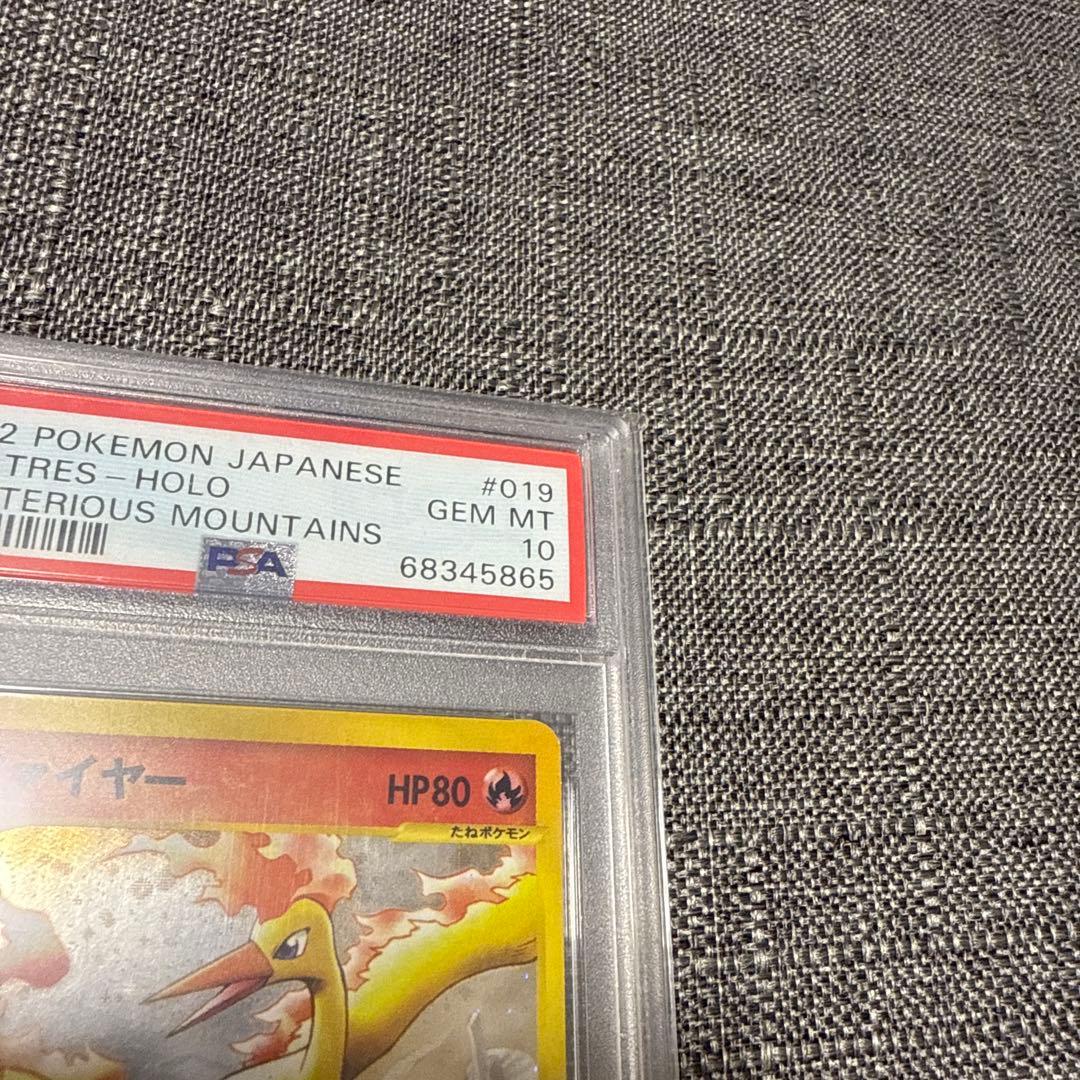 2 POKEMON JAPANESE #019
TRES-HOLO GEM MT
TERIOUS MOUNTAINS 10
PSA 68345865
ァイヤー HP80
たねポケモン